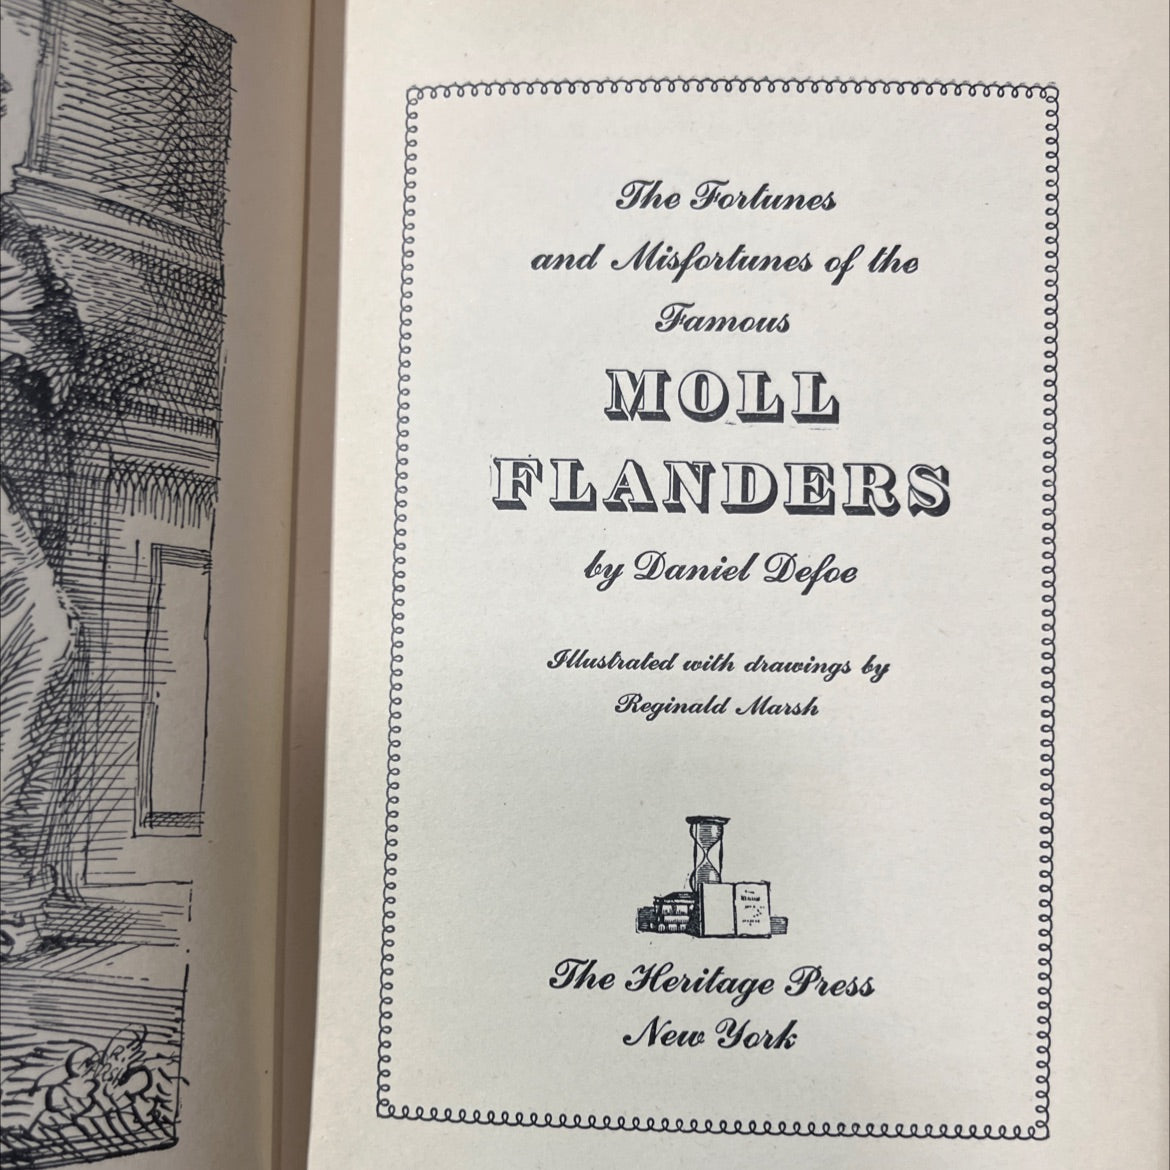 The Fortunes
and Misfortunes of the
Famous
MOLL
FLANDERS
by Daniel Defoe
Illustrated with drawings by
Reginald Marsh
The Heritage Press
New York